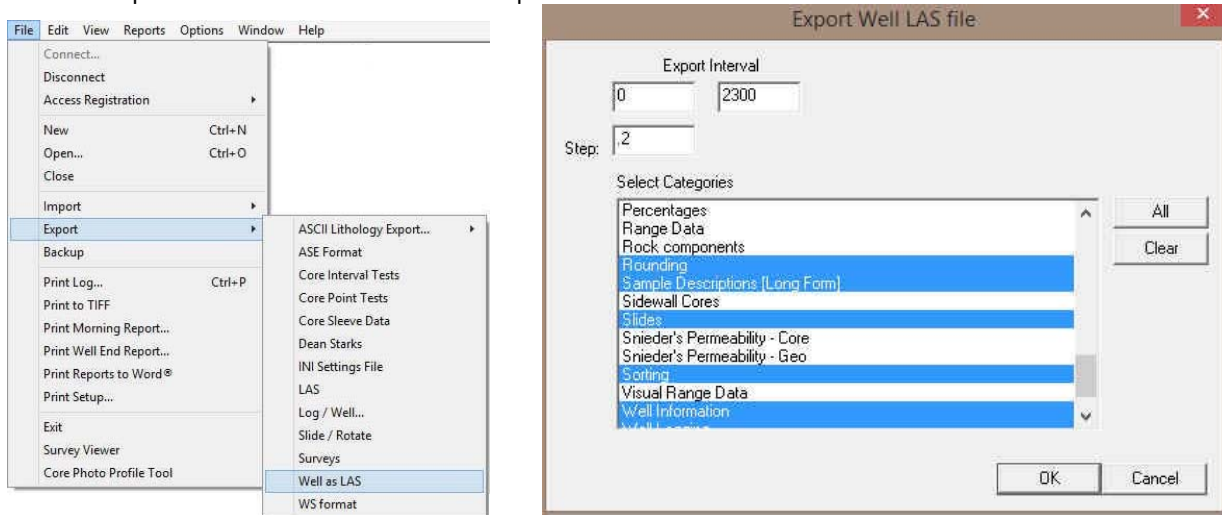 File Edit View Reports Options Window Help
Connect...
Disconnect
Access Registration
New Ctrl+N
Open... Ctrl+O
Close
Import
Export
Backup
Print Log... Ctrl+P
Print to TIFF
Print Morning Report...
Print Well End Report...
Print Reports to Word®
Print Setup...
Exit
Survey Viewer
Core Photo Profile Tool
ASCII Lithology Export...
ASE Format
Core Interval Tests
Core Point Tests
Core Sleeve Data
Dean Starks
INI Settings File
LAS
Log / Well...
Slide / Rotate
Surveys
Well as LAS
WS format
Export Well LAS file
Export Interval
0 2300
Step: .2
Select Categories
Percentages
Range Data
Rock components
Rounding
Sample Descriptions [Long Form]
Sidewall Cores
Slides
Snieder's Permeability - Core
Snieder's Permeability - Geo
Sorting
Visual Range Data
Well Information
All
Clear
OK Cancel